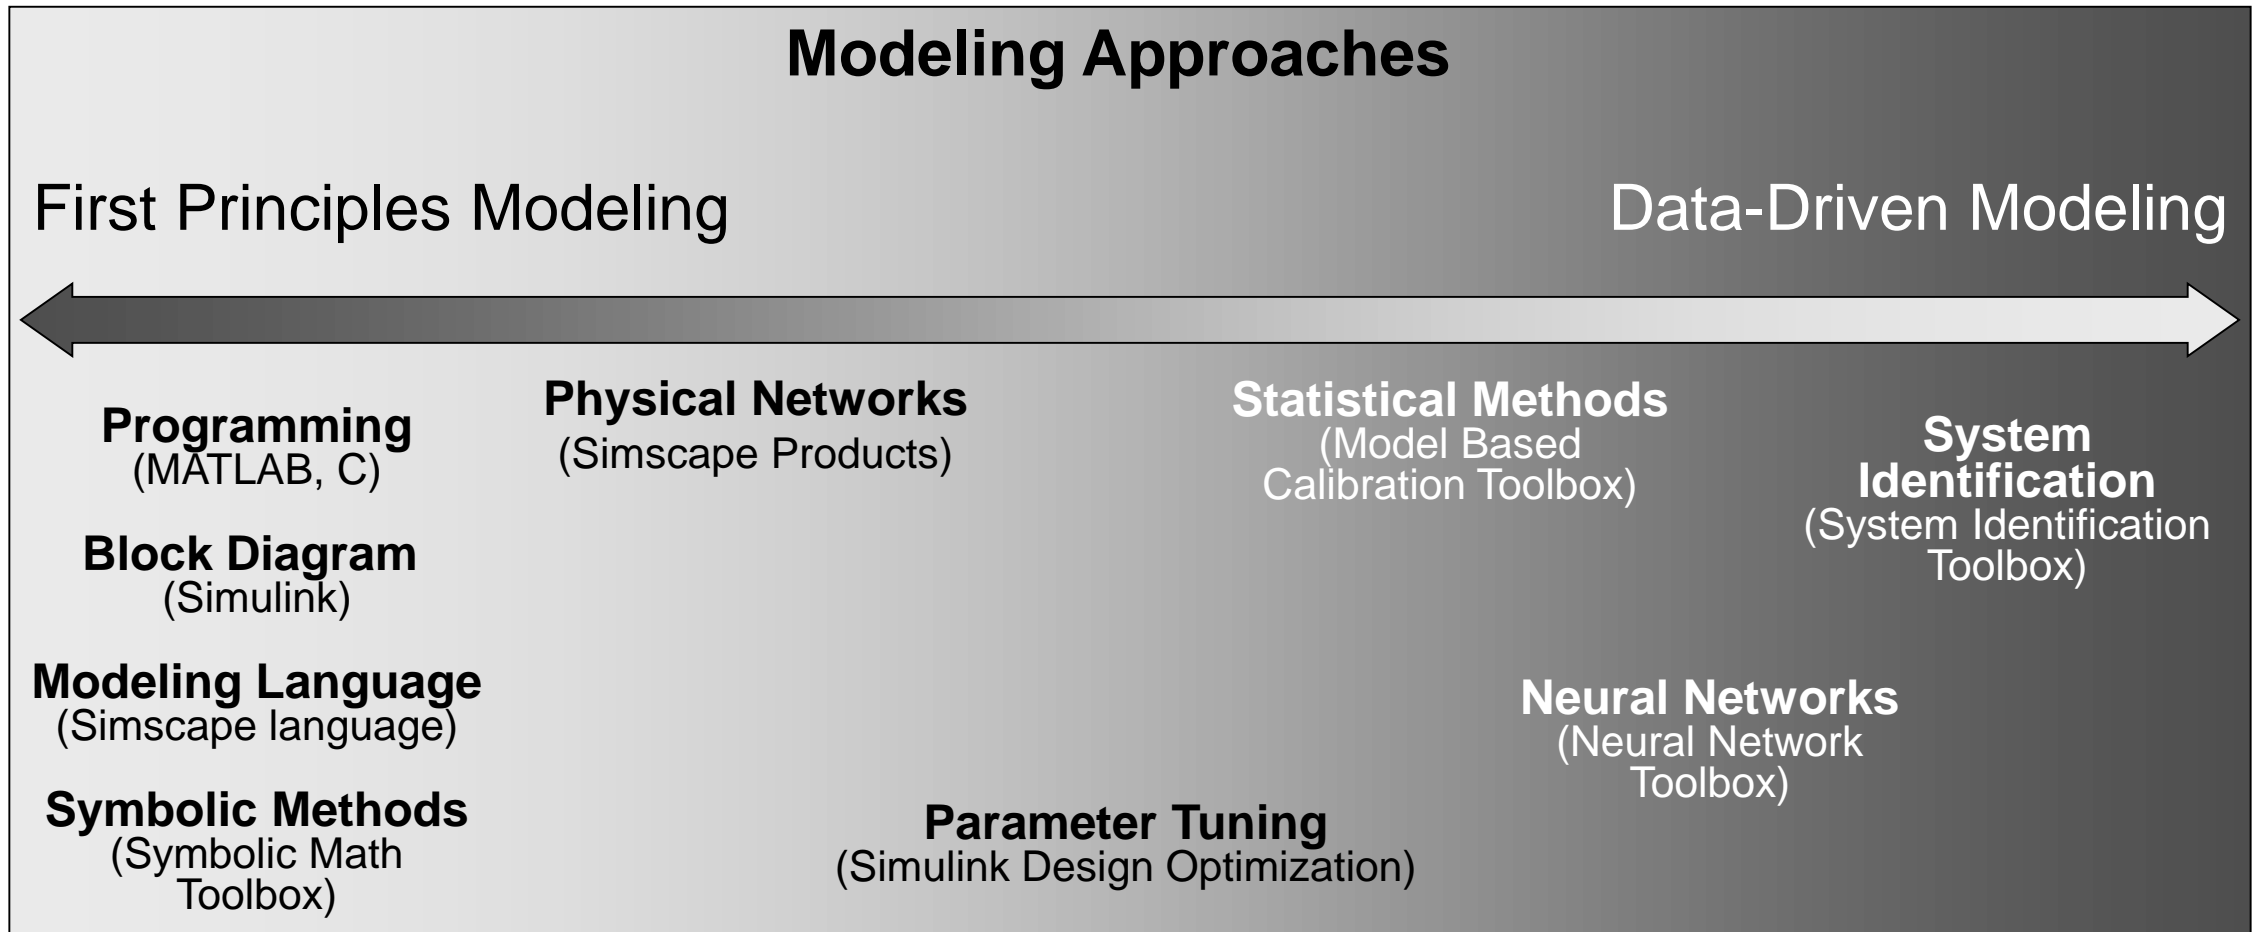 Modeling Approaches
First Principles Modeling
Data-Driven Modeling
Programming
(MATLAB, C)
Block Diagram
(Simulink)
Modeling Language
(Simscape language)
Symbolic Methods
(Symbolic Math
Toolbox)
Physical Networks
(Simscape Products)
Parameter Tuning
(Simulink Design Optimization)
Statistical Methods
(Model Based
Calibration Toolbox)
Neural Networks
(Neural Network
Toolbox)
System
Identification
(System Identification
Toolbox)